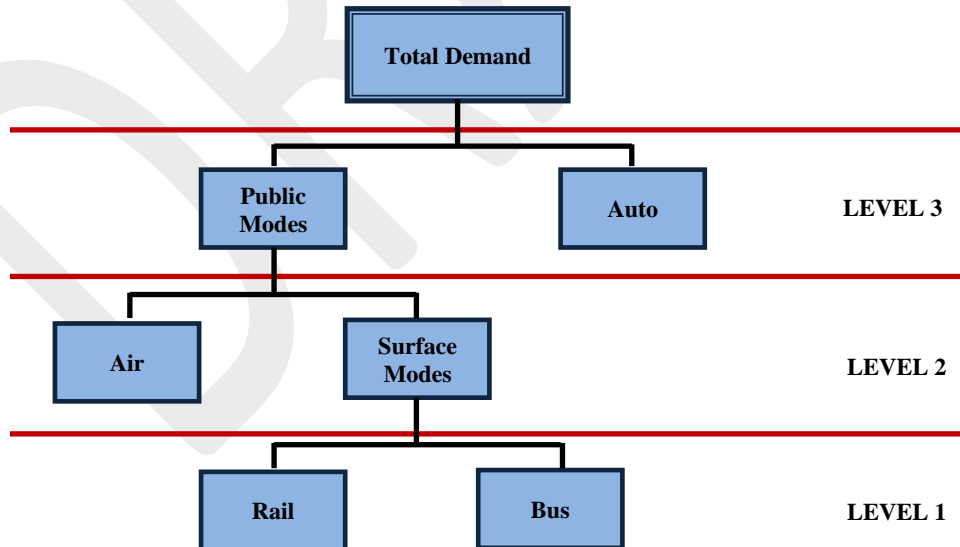 Total Demand
Public
Modes
Auto
LEVEL 3
Air
Surface
Modes
LEVEL 2
Rail
Bus
LEVEL 1